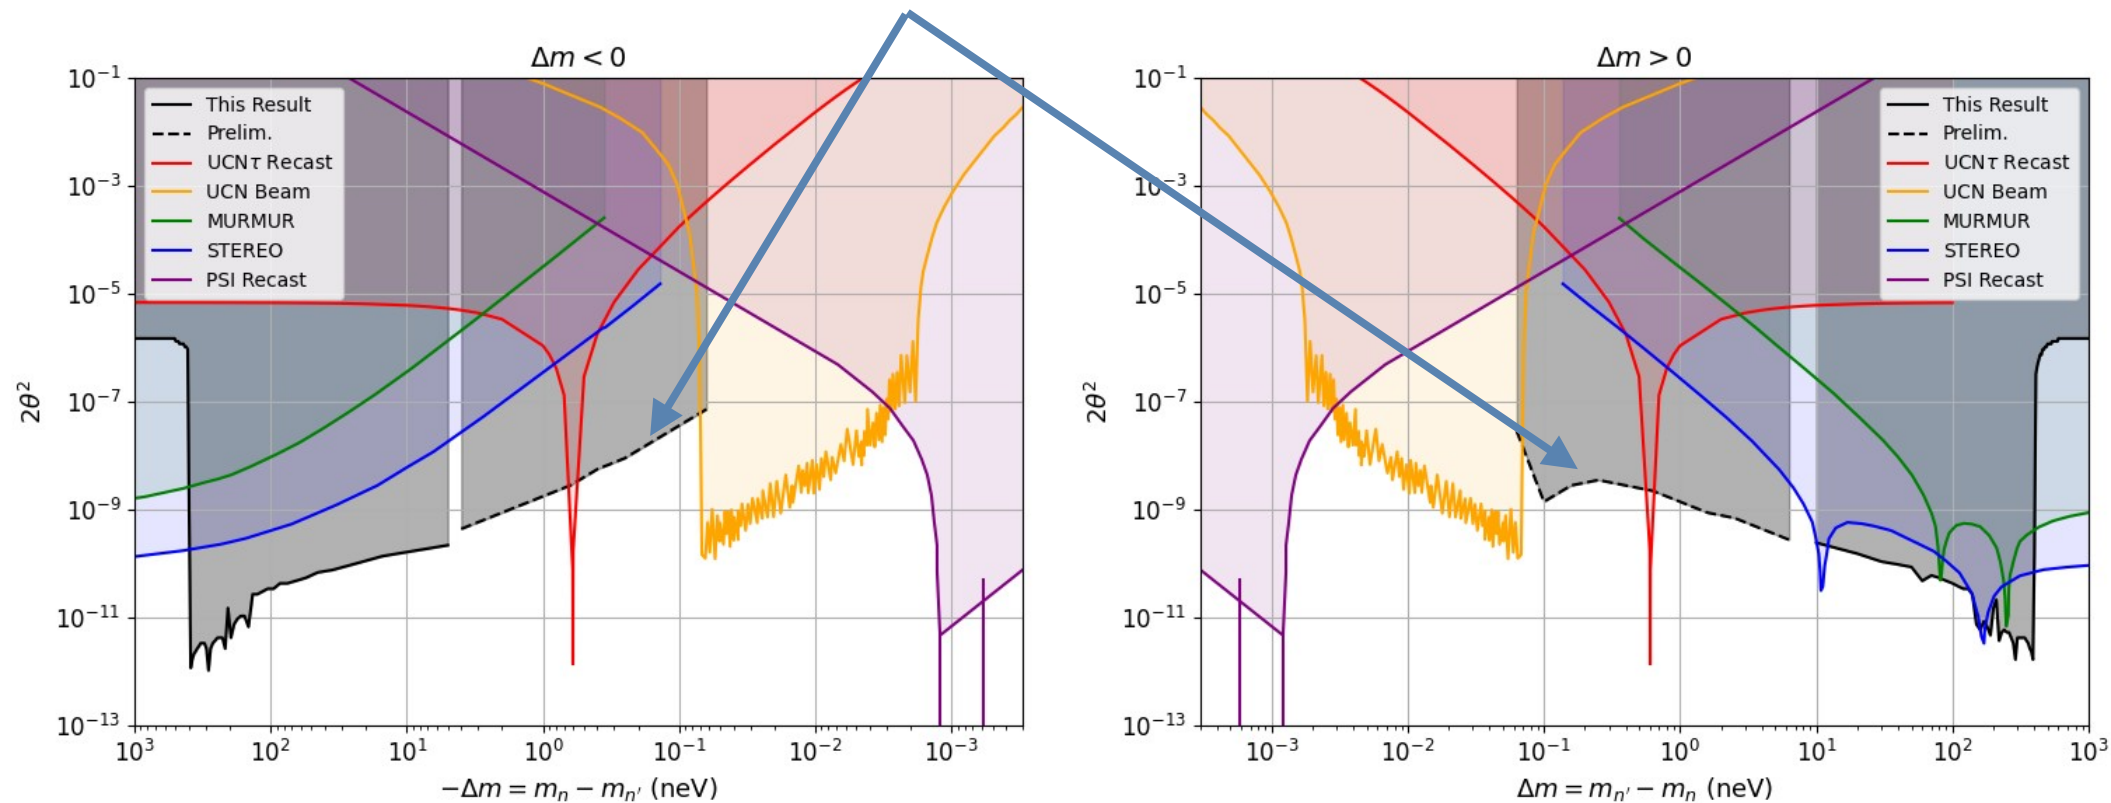 Δm < 0
10⁻¹
10⁻³
10⁻⁵
10⁻⁷
10⁻⁹
10⁻¹¹
10⁻¹³
2θ²
This Result
Prelim.
UCNτ Recast
UCN Beam
MURMUR
STEREO
PSI Recast
10³ 10² 10¹ 10⁰ 10⁻¹ 10⁻² 10⁻³
−Δm = mₙ − mₙ′ (neV)
Δm > 0
10⁻¹
10⁻³
10⁻⁵
10⁻⁷
10⁻⁹
10⁻¹¹
10⁻¹³
2θ²
This Result
Prelim.
UCNτ Recast
UCN Beam
MURMUR
STEREO
PSI Recast
10⁻³ 10⁻² 10⁻¹ 10⁰ 10¹ 10² 10³
Δm = mₙ′ − mₙ (neV)